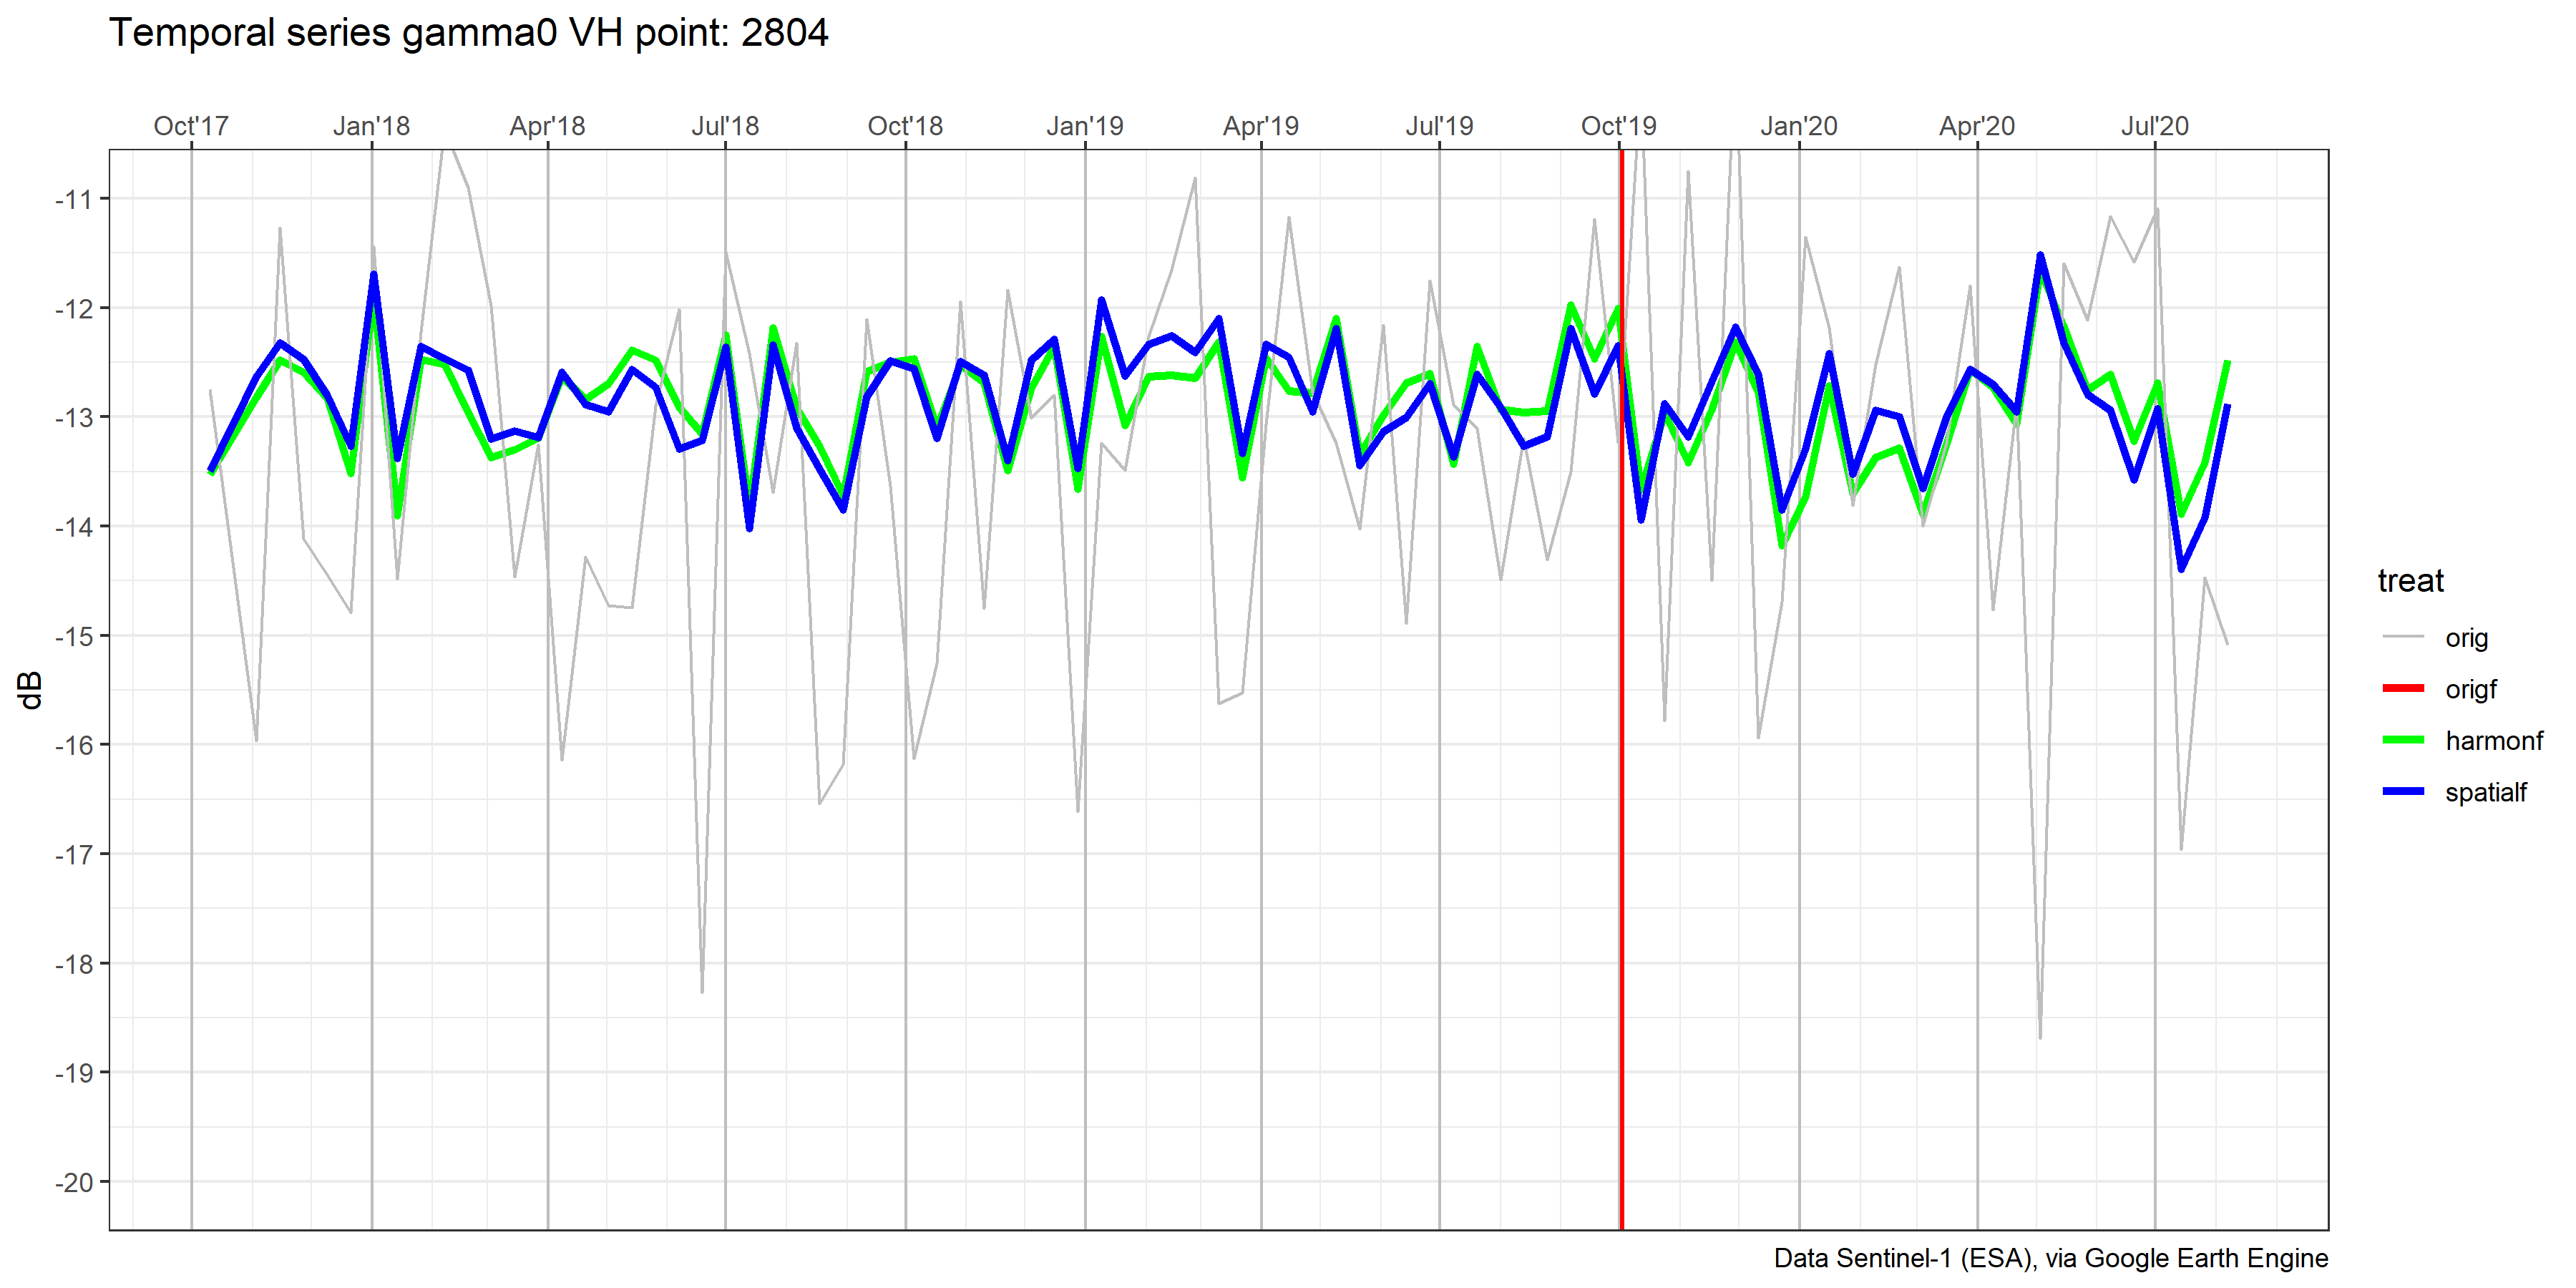 Temporal series gamma0 VH point: 2804
Oct'17 Jan'18 Apr'18 Jul'18 Oct'18 Jan'19 Apr'19 Jul'19 Oct'19 Jan'20 Apr'20 Jul'20
-11
-12
-13
-14
-15
-16
-17
-18
-19
-20
dB
treat
orig
origf
harmonf
spatialf
Data Sentinel-1 (ESA), via Google Earth Engine